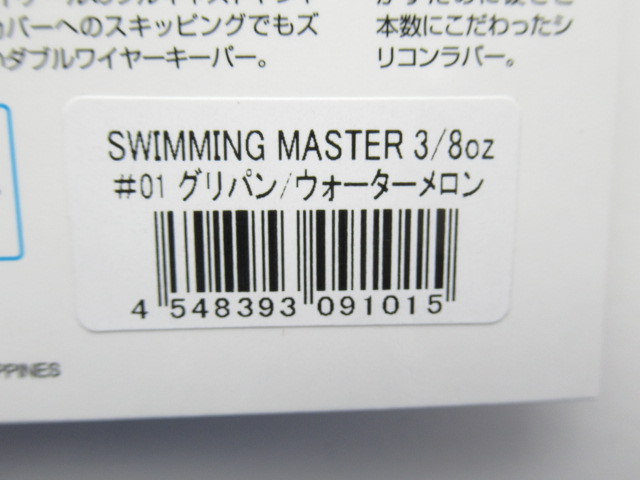 バーへのスキッピングでもズ
ダブルワイヤーキーパー。
本数にこだわったシ
リコンラバー。
SWIMMING MASTER 3/8oz
#01 グリパン/ウォーターメロン
4 548393 091015
PPINES